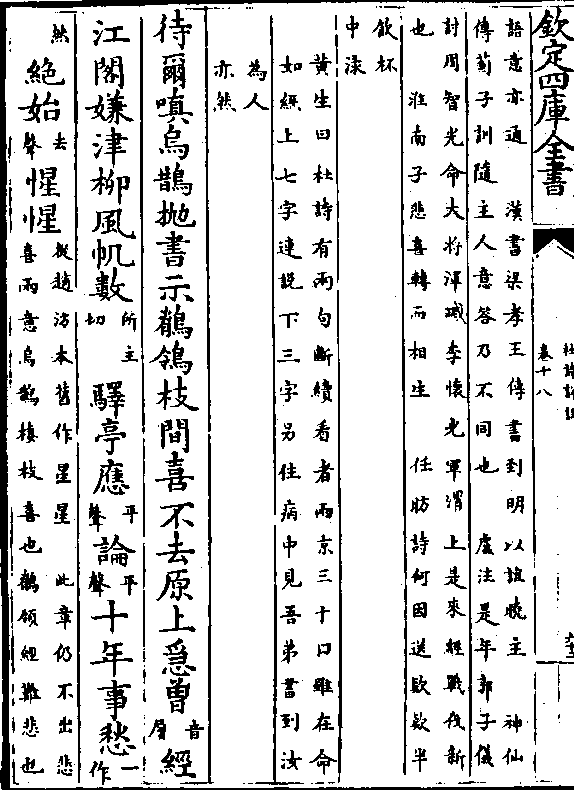 欽定四庫全書
杜詩詳註
卷十八
語意亦通　漢書梁孝王傳書到明以誼曉主　神仙
傳薊子訓隨主人意答乃不同也　盧注是年郭子儀
討周智光命大將渾瑊李懷光軍渭上是來經戰伐新
也　淮南子悲喜轉而相生　任昉詩何因送欵欵半
飲杯
中淥
黄生曰杜詩有兩句斷續看者兩京三十口雖在命
如絲上七字連説下三字另住病中見吾弟書到汝
為人
亦然
待爾嗔烏鵲拋書示鶺鴒枝間喜不去原上急曽音層經
江閣嫌津栁風帆數所主切驛亭應平聲論平聲十年事愁一作
然絶始去聲惺惺從趙汸本舊作星星　此章仍不出悲
喜兩意烏鵲棲枝喜也鶺領經難悲也